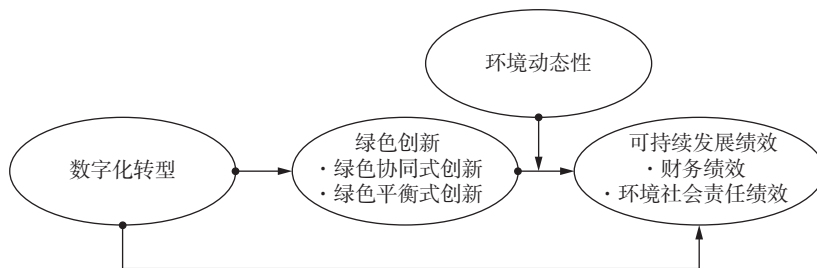 环境动态性
数字化转型
绿色创新
·绿色协同式创新
·绿色平衡式创新
可持续发展绩效
·财务绩效
·环境社会责任绩效